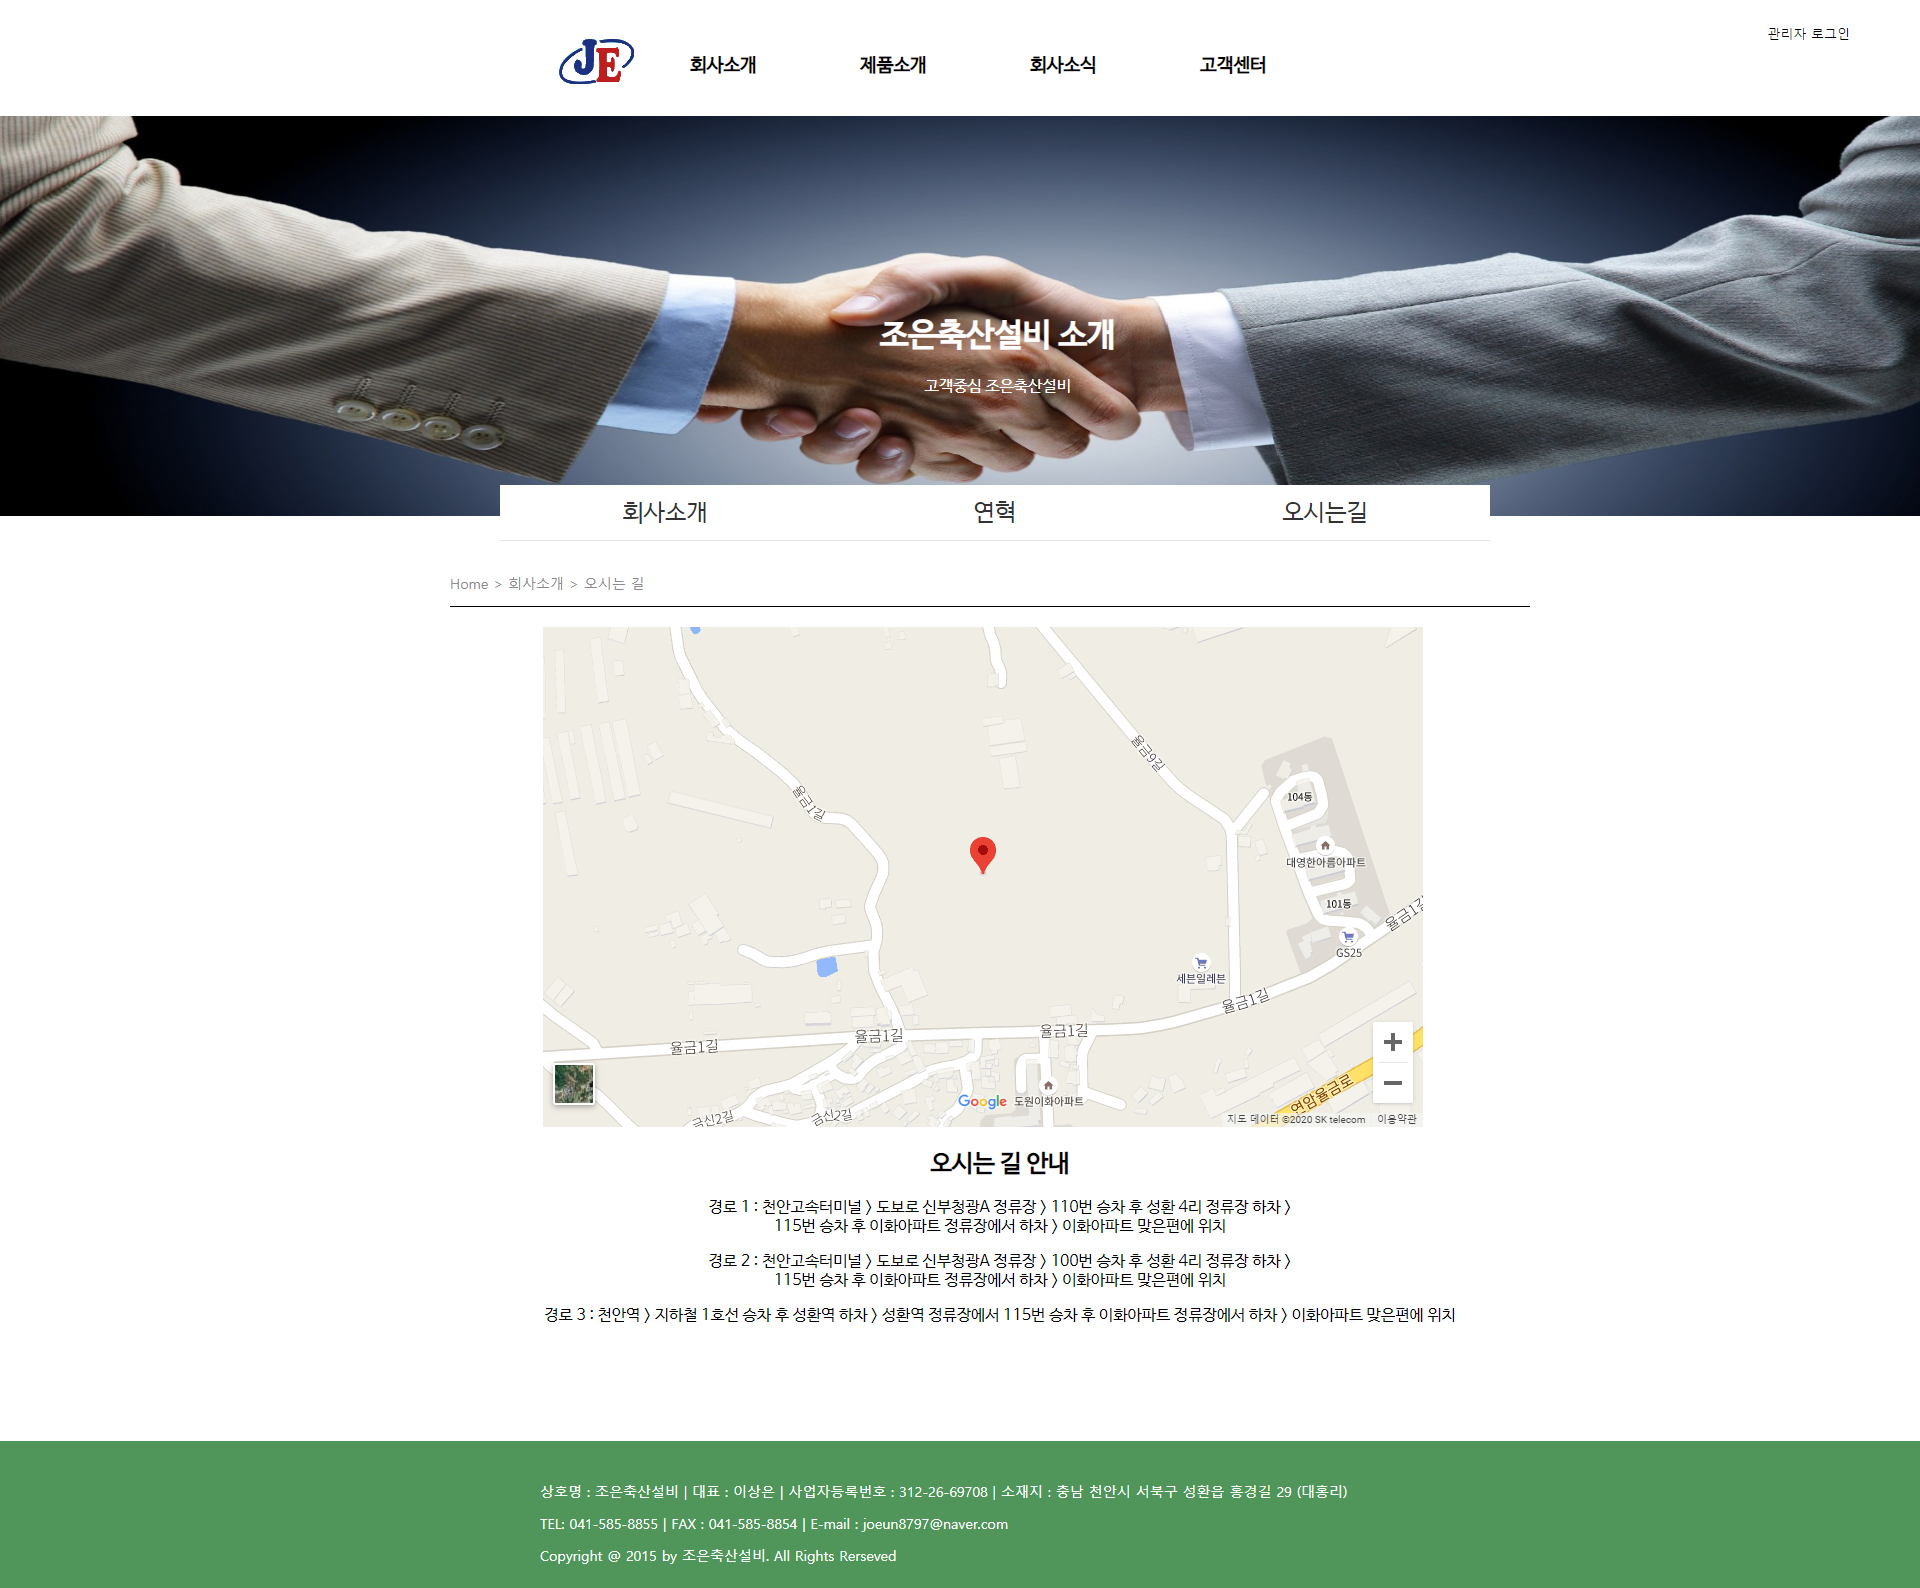 관리자 로그인
JE
회사소개
제품소개
회사소식
고객센터
조은축산설비 소개
고객중심 조은축산설비
회사소개
연혁
오시는길
Home > 회사소개 > 오시는 길
율금9길
율금1길
104동
대영한아름아파트
101동
율금1길
GS25
세븐일레븐
율금1길
율금1길
율금1길
율금1길
연암율금로
Google
도원이화아파트
금신2길
금신2길
지도 데이터 ©2020 SK telecom
이용약관
오시는 길 안내
경로 1 : 천안고속터미널 > 도보로 신부청광A 정류장 > 110번 승차 후 성환 4리 정류장 하차 >
115번 승차 후 이화아파트 정류장에서 하차 > 이화아파트 맞은편에 위치
경로 2 : 천안고속터미널 > 도보로 신부청광A 정류장 > 100번 승차 후 성환 4리 정류장 하차 >
115번 승차 후 이화아파트 정류장에서 하차 > 이화아파트 맞은편에 위치
경로 3 : 천안역 > 지하철 1호선 승차 후 성환역 하차 > 성환역 정류장에서 115번 승차 후 이화아파트 정류장에서 하차 > 이화아파트 맞은편에 위치
상호명 : 조은축산설비 | 대표 : 이상은 | 사업자등록번호 : 312-26-69708 | 소재지 : 충남 천안시 서북구 성환읍 홍경길 29 (대홍리)
TEL: 041-585-8855 | FAX : 041-585-8854 | E-mail : joeun8797@naver.com
Copyright @ 2015 by 조은축산설비. All Rights Rerseved